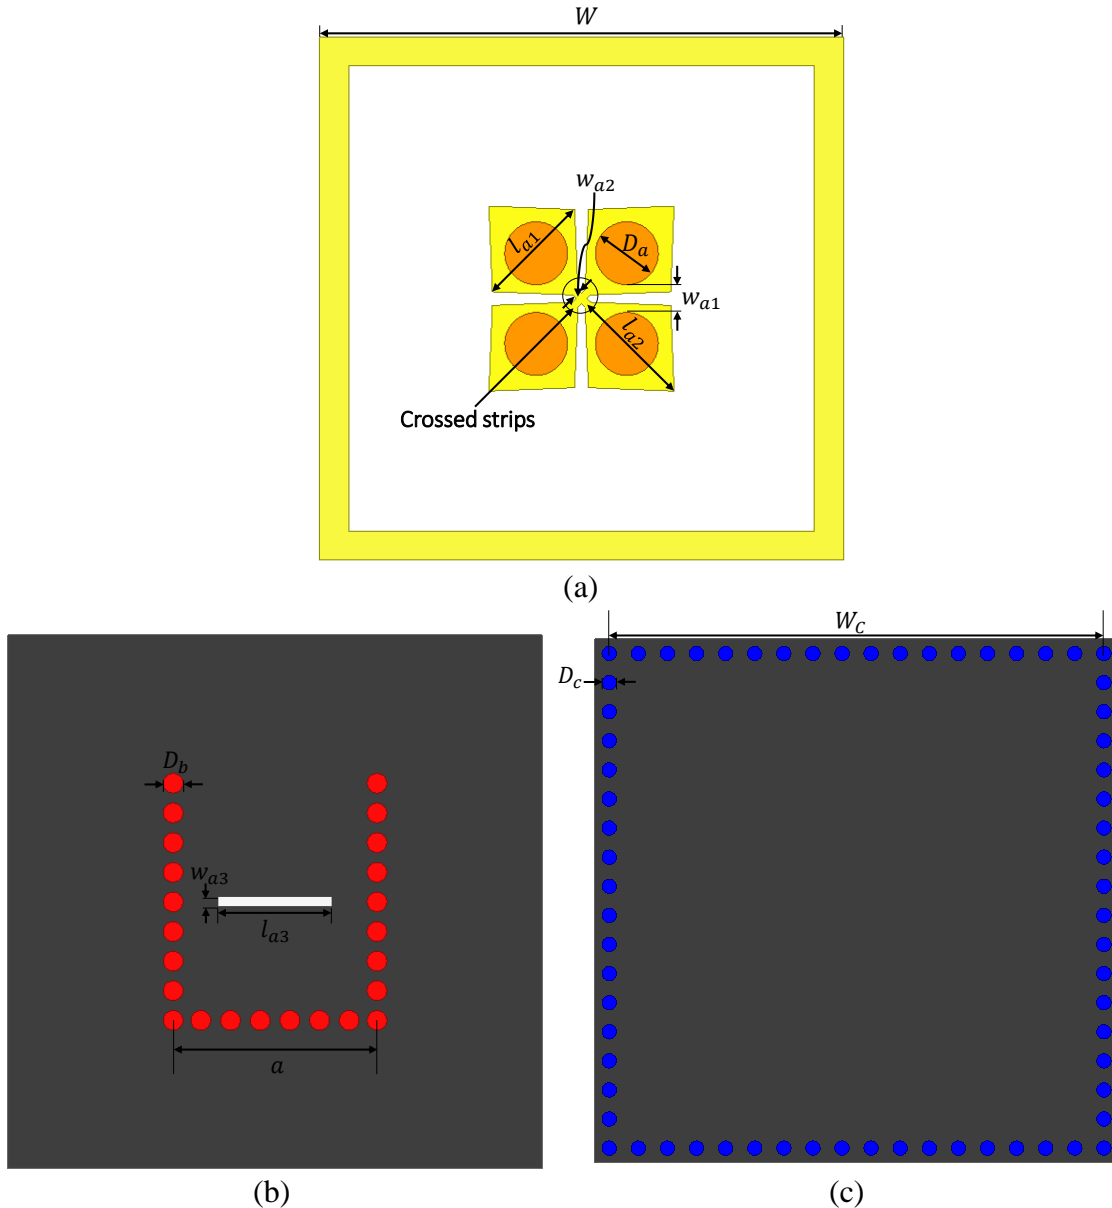 W
w_{a2}
l_{a1}
D_a
w_{a1}
l_{a2}
Crossed strips
(a)
W_C
D_c
D_b
w_{a3}
l_{a3}
a
(b)
(c)